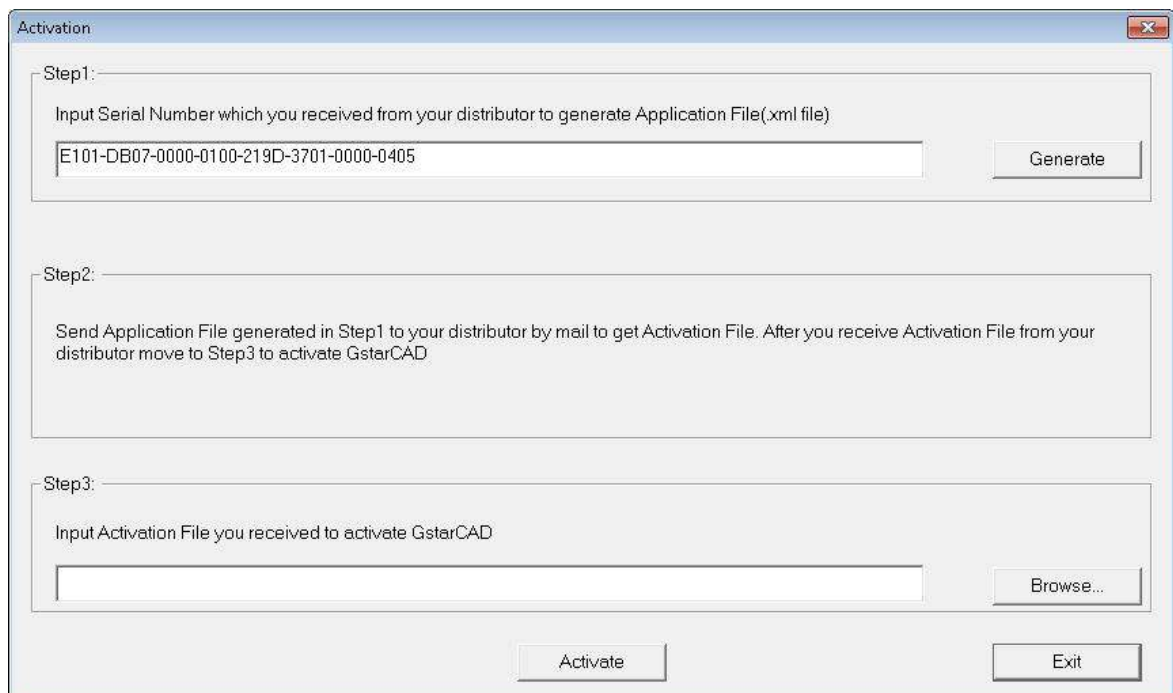 Activation
Step1:
Input Serial Number which you received from your distributor to generate Application File(.xml file)
E101-DB07-0000-0100-219D-3701-0000-0405
Generate
Step2:
Send Application File generated in Step1 to your distributor by mail to get Activation File. After you receive Activation File from your
distributor move to Step3 to activate GstarCAD
Step3:
Input Activation File you received to activate GstarCAD
Browse...
Activate
Exit